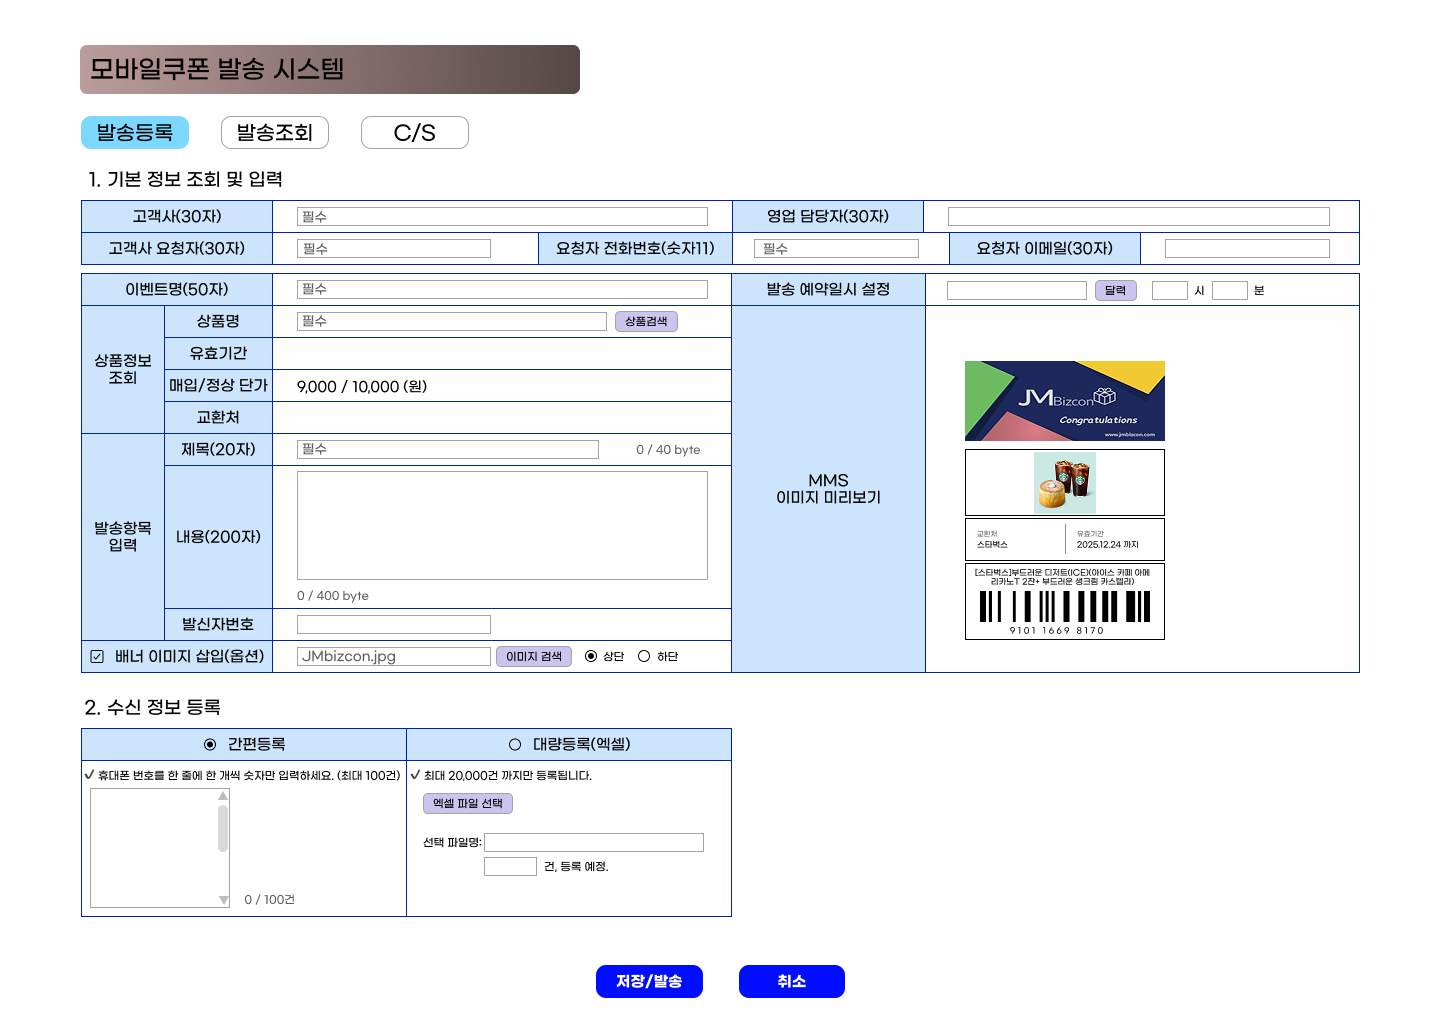 모바일쿠폰 발송 시스템
발송등록 발송조회 C/S
1. 기본 정보 조회 및 입력
고객사(30자) 필수 영업 담당자(30자)
고객사 요청자(30자) 필수 요청자 전화번호(숫자11) 필수 요청자 이메일(30자)
이벤트명(50자) 필수 발송 예약일시 설정 달력 시 분
상품정보
조회
상품명 필수 상품검색
유효기간
매입/정상 단가 9,000 / 10,000 (원)
교환처
발송항목
입력
제목(20자) 필수 0 / 40 byte
내용(200자)
0 / 400 byte
발신자번호
배너 이미지 삽입(옵션) JMbizcon.jpg 이미지 검색 상단 하단
MMS
이미지 미리보기
JMBizcon
Congratulations
www.jmbizcon.com
교환처 유효기간
스타벅스 2025.12.24 까지
[스타벅스]부드러운 디저트(ICE)(아이스 카페 아메
리카노T 2잔+ 부드러운 생크림 카스텔라)
9101 1669 8170
2. 수신 정보 등록
간편등록 대량등록(엑셀)
✓ 휴대폰 번호를 한 줄에 한 개씩 숫자만 입력하세요. (최대 100건)
0 / 100건
✓ 최대 20,000건 까지만 등록됩니다.
엑셀 파일 선택
선택 파일명:
건, 등록 예정.
저장/발송 취소